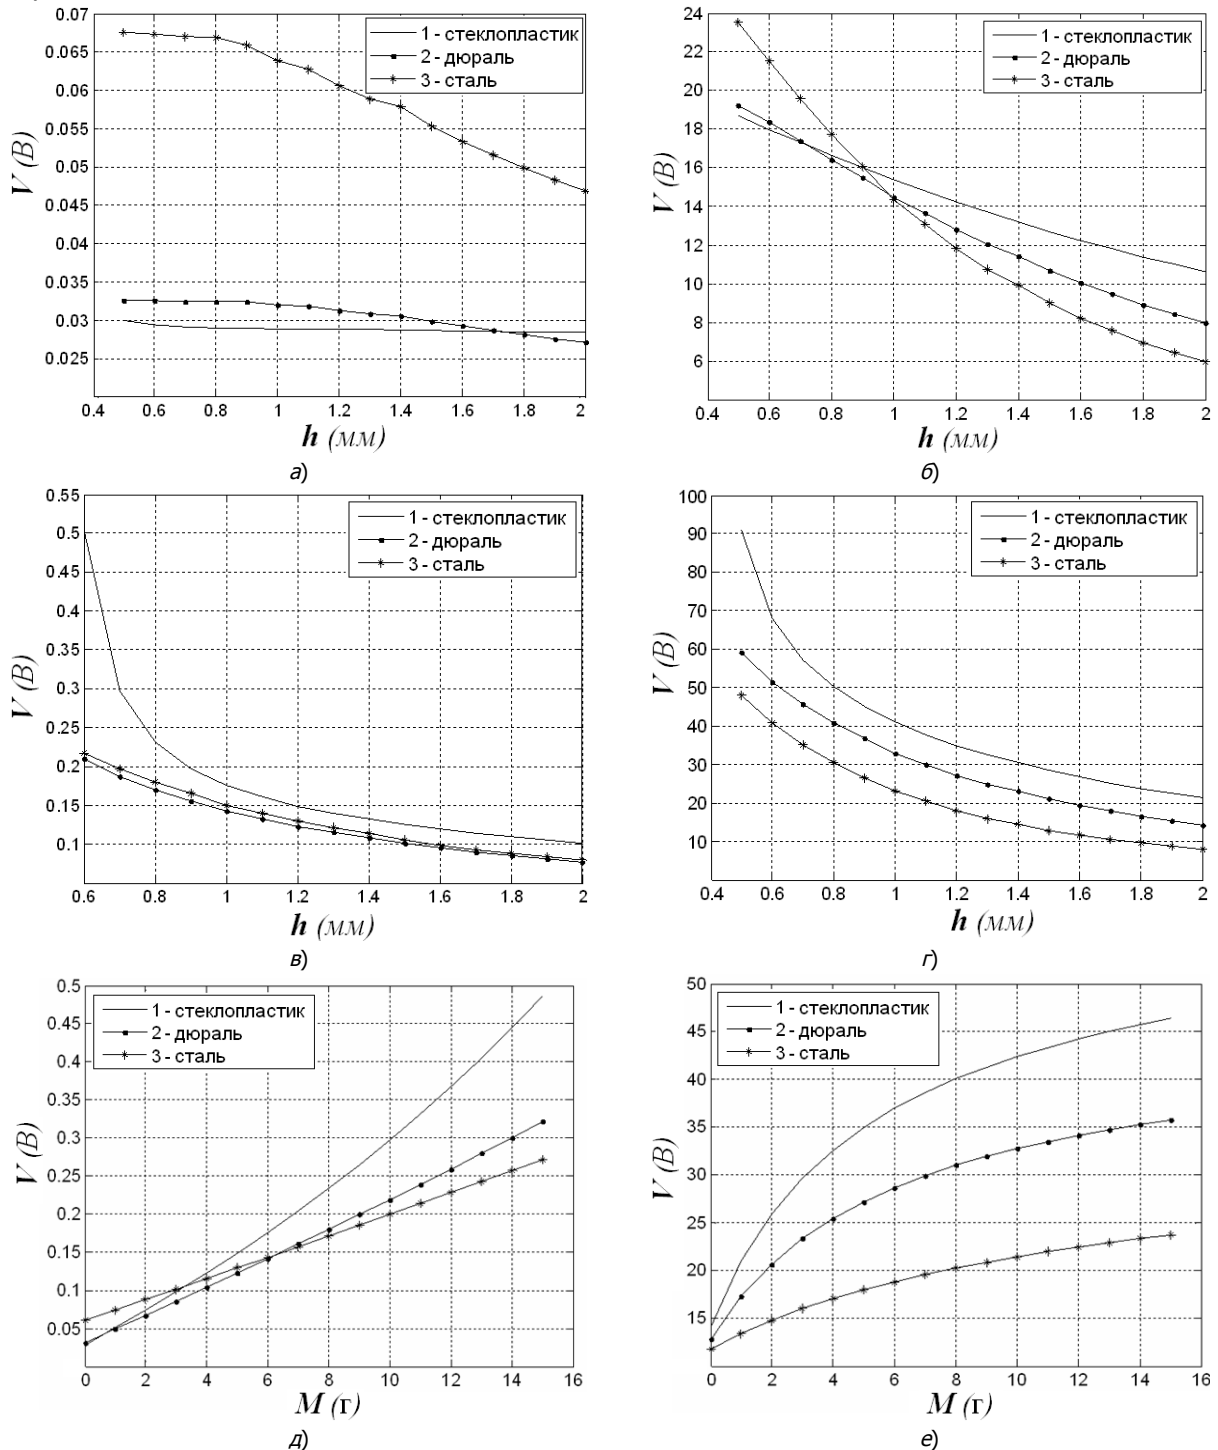 0.07
0.065
0.06
0.055
0.05
0.045
0.04
0.035
0.03
0.025
V (В)
1 - стеклопластик
2 - дюраль
3 - сталь
0.4 0.6 0.8 1 1.2 1.4 1.6 1.8 2
h (мм)
а)
24
22
20
18
16
14
12
10
8
6
V (В)
1 - стеклопластик
2 - дюраль
3 - сталь
0.4 0.6 0.8 1 1.2 1.4 1.6 1.8 2
h (мм)
б)
0.55
0.5
0.45
0.4
0.35
0.3
0.25
0.2
0.15
0.1
V (В)
1 - стеклопластик
2 - дюраль
3 - сталь
0.6 0.8 1 1.2 1.4 1.6 1.8 2
h (мм)
в)
100
90
80
70
60
50
40
30
20
10
V (В)
1 - стеклопластик
2 - дюраль
3 - сталь
0.4 0.6 0.8 1 1.2 1.4 1.6 1.8 2
h (мм)
г)
0.5
0.45
0.4
0.35
0.3
0.25
0.2
0.15
0.1
0.05
V (В)
1 - стеклопластик
2 - дюраль
3 - сталь
0 2 4 6 8 10 12 14 16
М (г)
д)
50
45
40
35
30
25
20
15
V (В)
1 - стеклопластик
2 - дюраль
3 - сталь
0 2 4 6 8 10 12 14 16
М (г)
е)